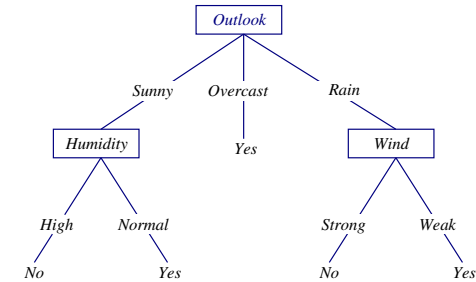 Outlook
Sunny Overcast Rain
Humidity Yes Wind
High Normal Strong Weak
No Yes No Yes